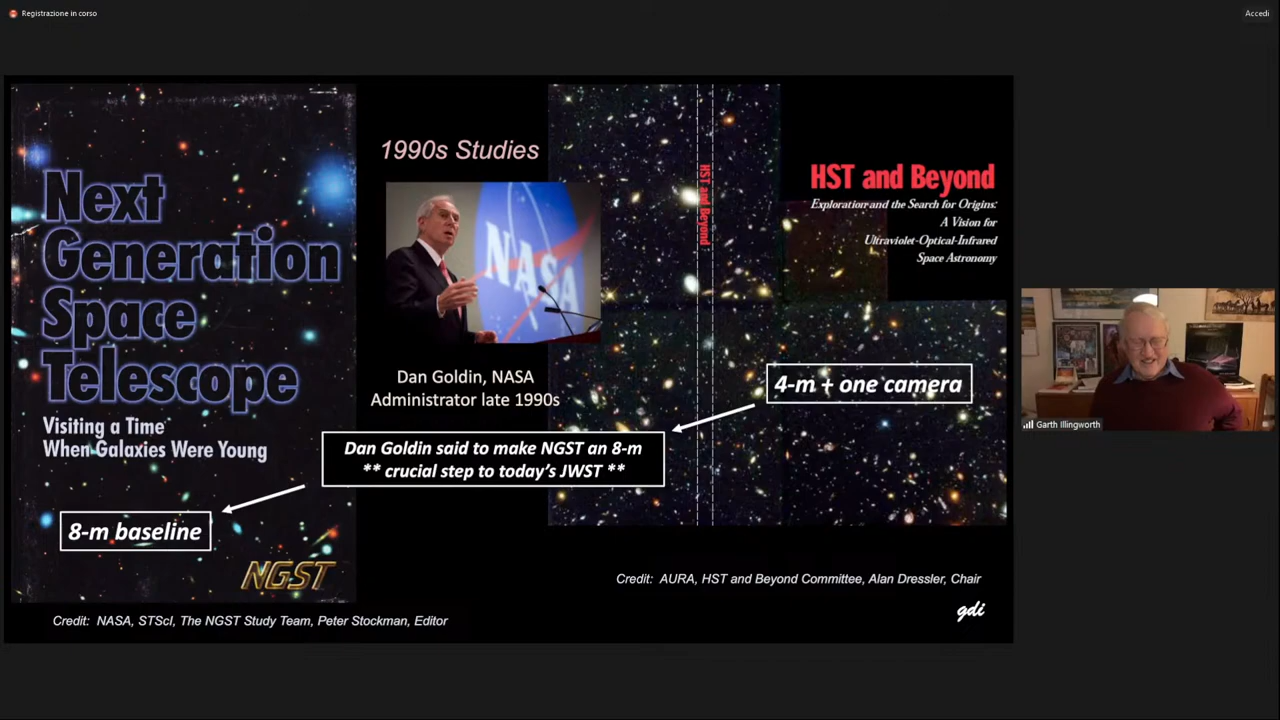 Registrazione in corso
Accedi
1990s Studies
Next
Generation
Space
Telescope
Visiting a Time
When Galaxies Were Young
8-m baseline
NGST
Credit: NASA, STScI, The NGST Study Team, Peter Stockman, Editor
NASA
Dan Goldin, NASA
Administrator late 1990s
Dan Goldin said to make NGST an 8-m
** crucial step to today's JWST **
HST and Beyond
HST and Beyond
Exploration and the Search for Origins:
A Vision for
Ultraviolet-Optical-Infrared
Space Astronomy
4-m + one camera
Credit: AURA, HST and Beyond Committee, Alan Dressler, Chair
gdi
Garth Illingworth